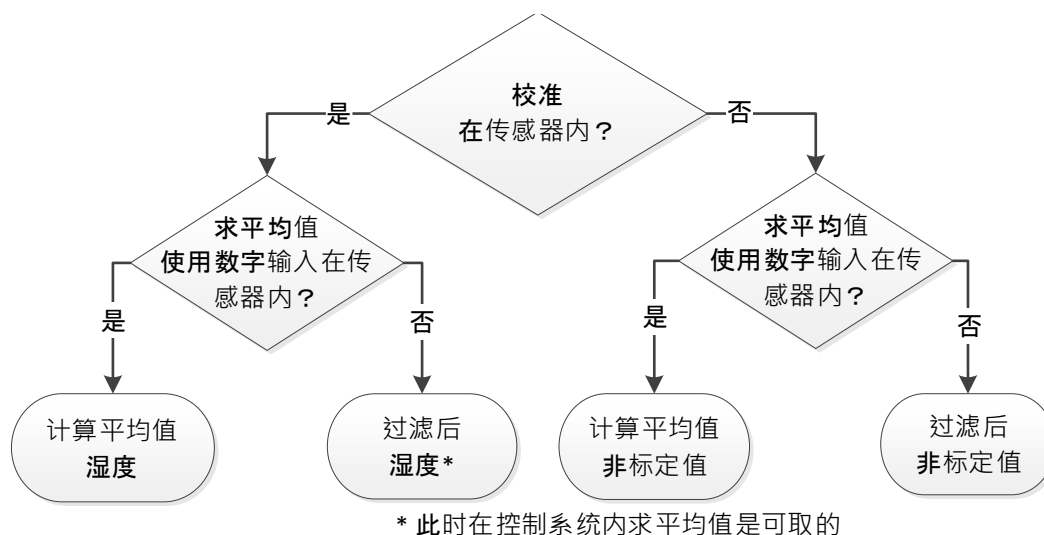 校准
在传感器内？
是
否
求平均值
使用数字输入在传
感器内？
求平均值
使用数字输入在传
感器内？
是
否
是
否
计算平均值
湿度
过滤后
湿度*
计算平均值
非标定值
过滤后
非标定值
* 此时在控制系统内求平均值是可取的